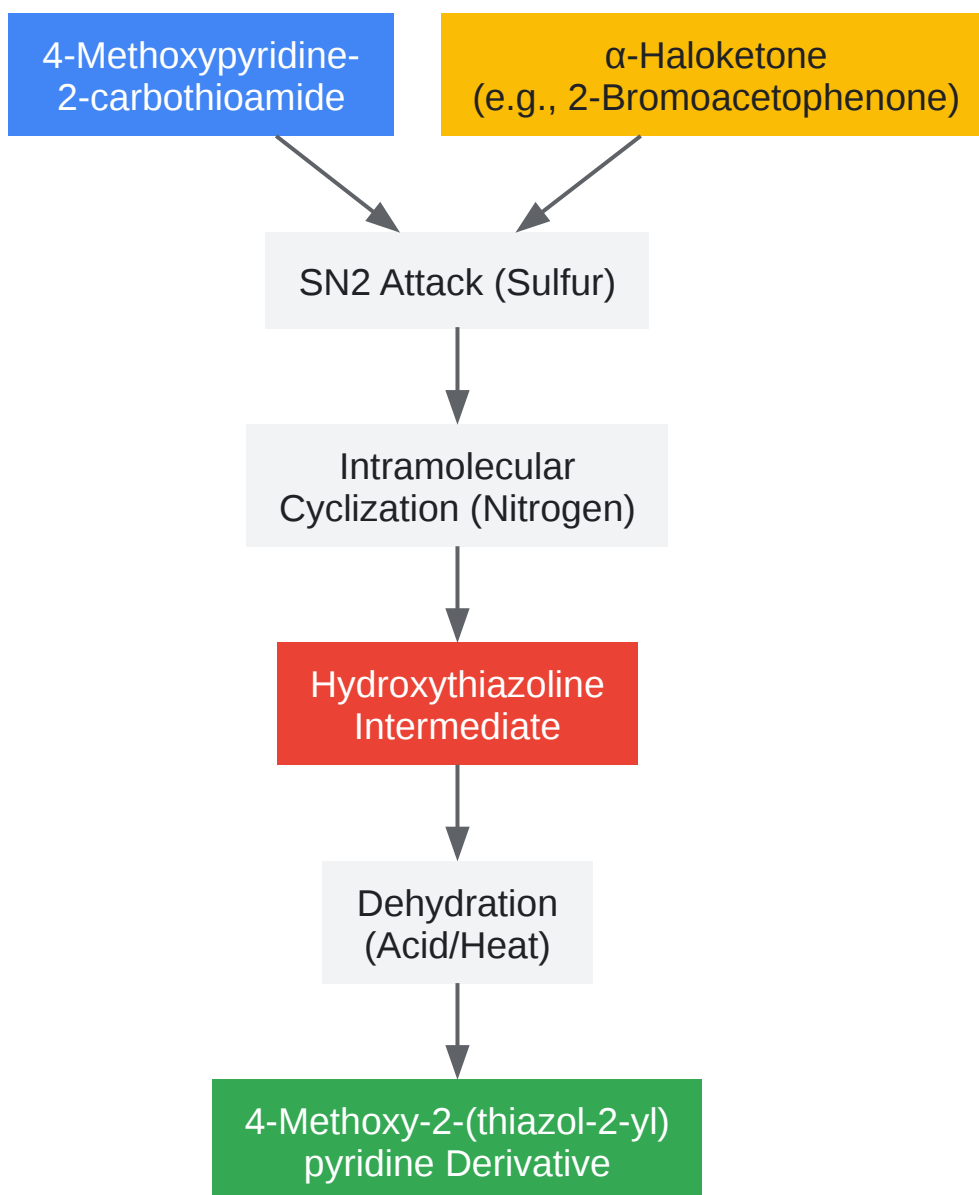 4-Methoxypyridine-
2-carbothioamide
α-Haloketone
(e.g., 2-Bromoacetophenone)
SN2 Attack (Sulfur)
Intramolecular
Cyclization (Nitrogen)
Hydroxythiazoline
Intermediate
Dehydration
(Acid/Heat)
4-Methoxy-2-(thiazol-2-yl)
pyridine Derivative